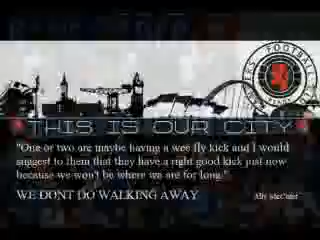 THIS IS OUR CITY
"One or two are maybe having a wee fly kick and I would
suggest to them that they have a right good kick just now
because we won't be where we are for long."
WE DONT DO WALKING AWAY
Ally McCoist